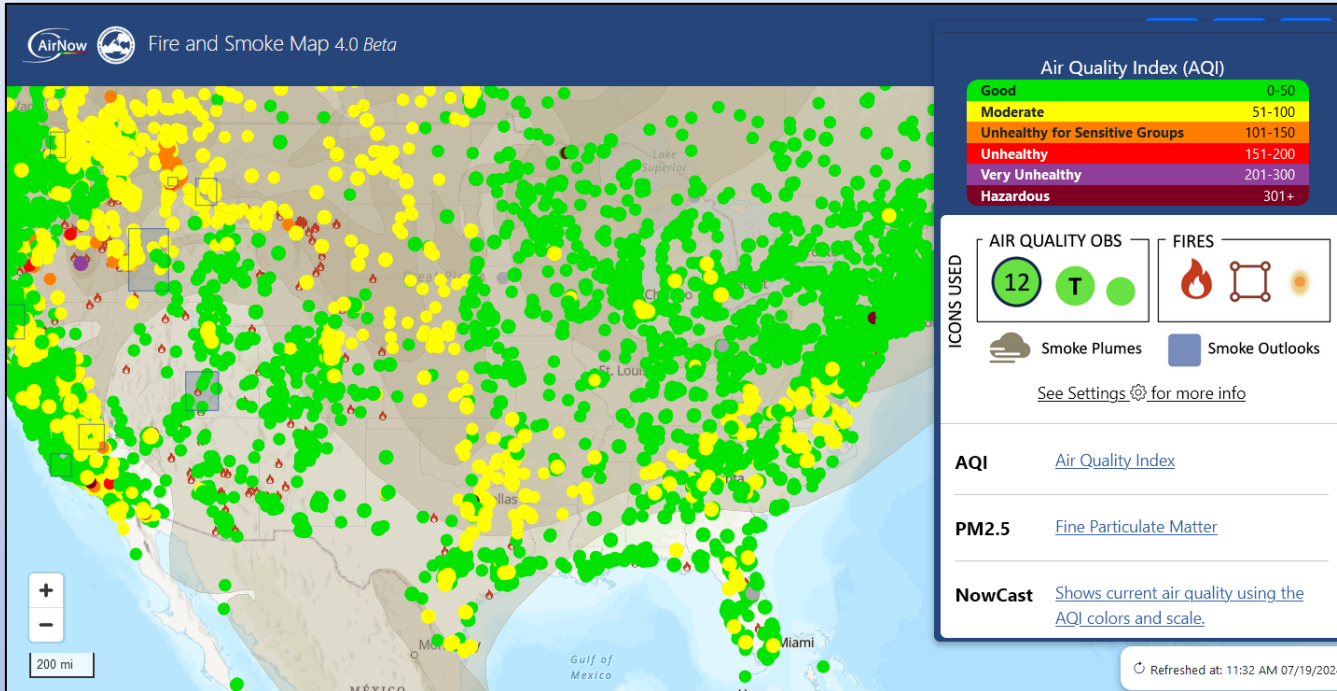 AirNow
Fire and Smoke Map 4.0 Beta
Air Quality Index (AQI)
Good 0-50
Moderate 51-100
Unhealthy for Sensitive Groups 101-150
Unhealthy 151-200
Very Unhealthy 201-300
Hazardous 301+
ICONS USED
AIR QUALITY OBS
FIRES
12
T
Smoke Plumes
Smoke Outlooks
See Settings for more info
AQI Air Quality Index
PM2.5 Fine Particulate Matter
NowCast Shows current air quality using the
AQI colors and scale.
Refreshed at: 11:32 AM 07/19/202
Lake
Superior
Great Plains
St. Louis
Miami
Gulf of
Mexico
MÉXICO
+
−
200 mi